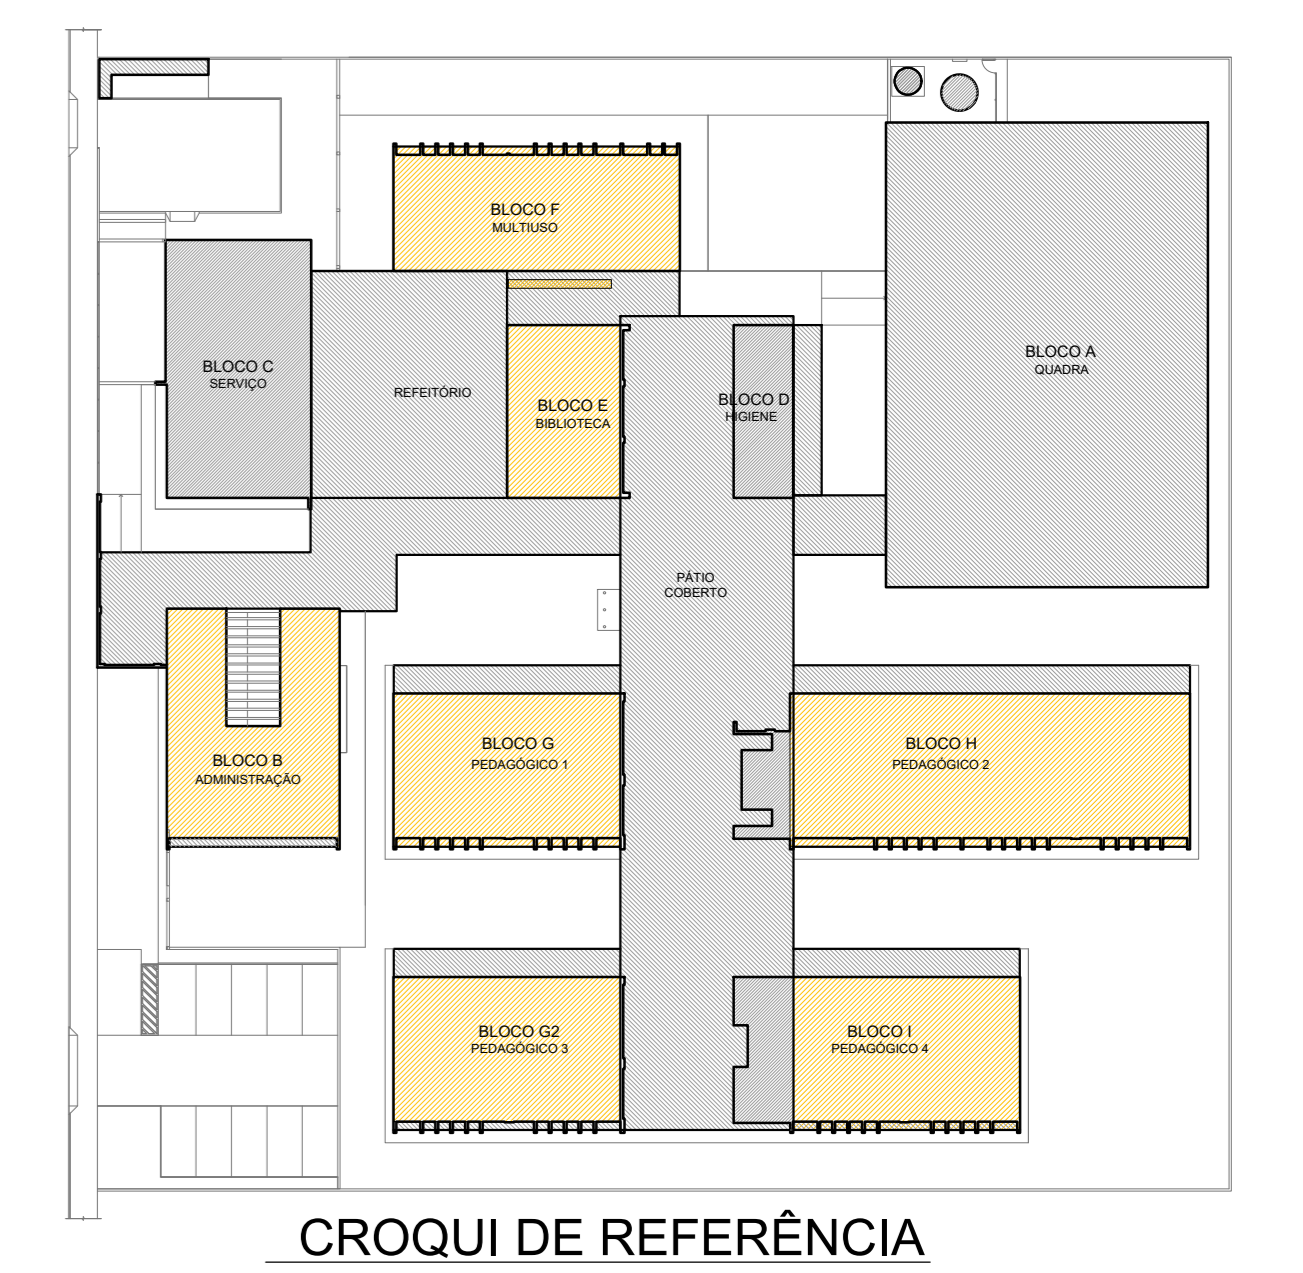 BLOCO F
MULTIUSO
BLOCO A
QUADRA
BLOCO C
SERVIÇO
REFEITÓRIO
BLOCO E
BIBLIOTECA
BLOCO D
HIGIENE
PÁTIO
COBERTO
BLOCO B
ADMINISTRAÇÃO
BLOCO G
PEDAGÓGICO 1
BLOCO H
PEDAGÓGICO 2
BLOCO G2
PEDAGÓGICO 3
BLOCO I
PEDAGÓGICO 4
CROQUI DE REFERÊNCIA